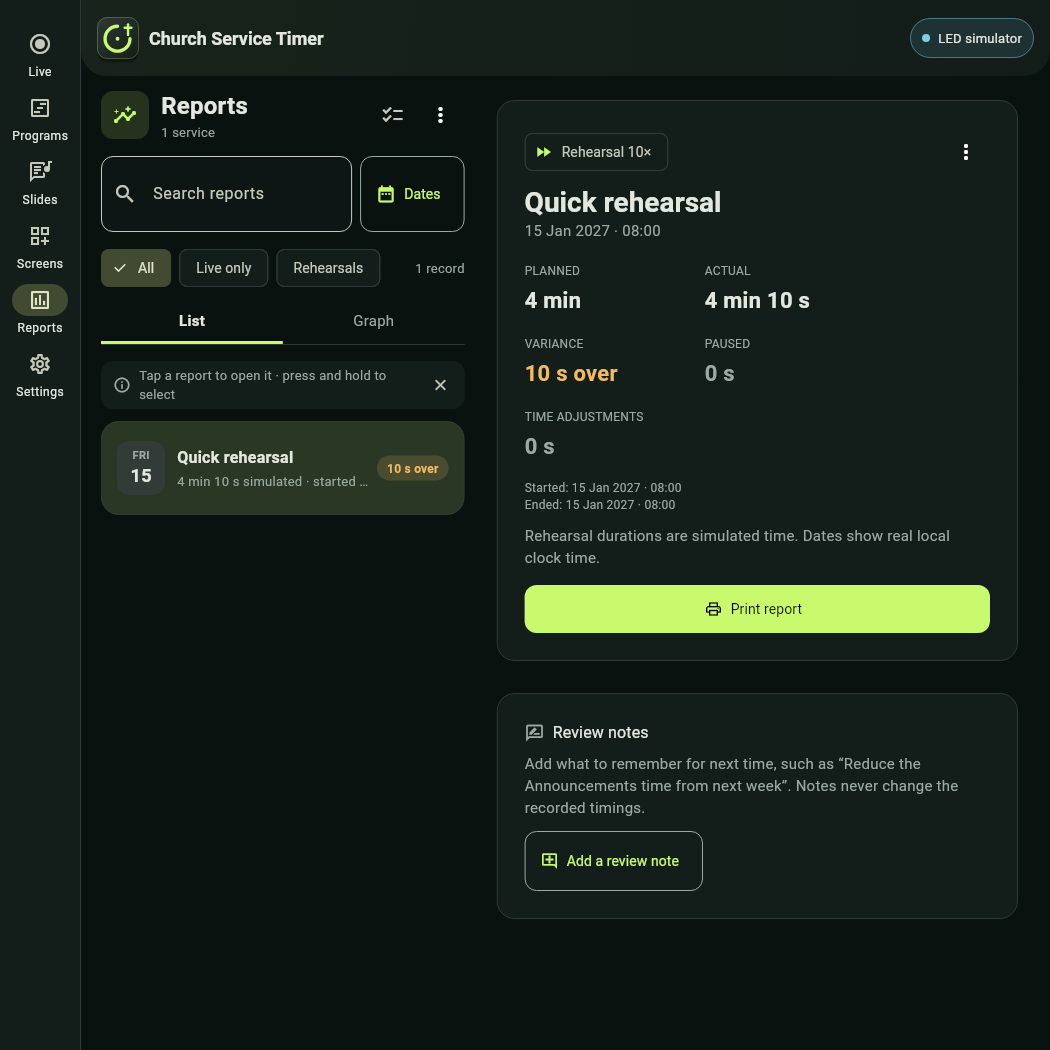 Church Service Timer
LED simulator
Live
Programs
Slides
Screens
Reports
Settings
Reports
1 service
Search reports
Dates
All
Live only
Rehearsals
1 record
List
Graph
Tap a report to open it · press and hold to
select
FRI
15
Quick rehearsal
4 min 10 s simulated · started …
10 s over
Rehearsal 10×
Quick rehearsal
15 Jan 2027 · 08:00
PLANNED
4 min
ACTUAL
4 min 10 s
VARIANCE
10 s over
PAUSED
0 s
TIME ADJUSTMENTS
0 s
Started: 15 Jan 2027 · 08:00
Ended: 15 Jan 2027 · 08:00
Rehearsal durations are simulated time. Dates show real local
clock time.
Print report
Review notes
Add what to remember for next time, such as “Reduce the
Announcements time from next week”. Notes never change the
recorded timings.
Add a review note